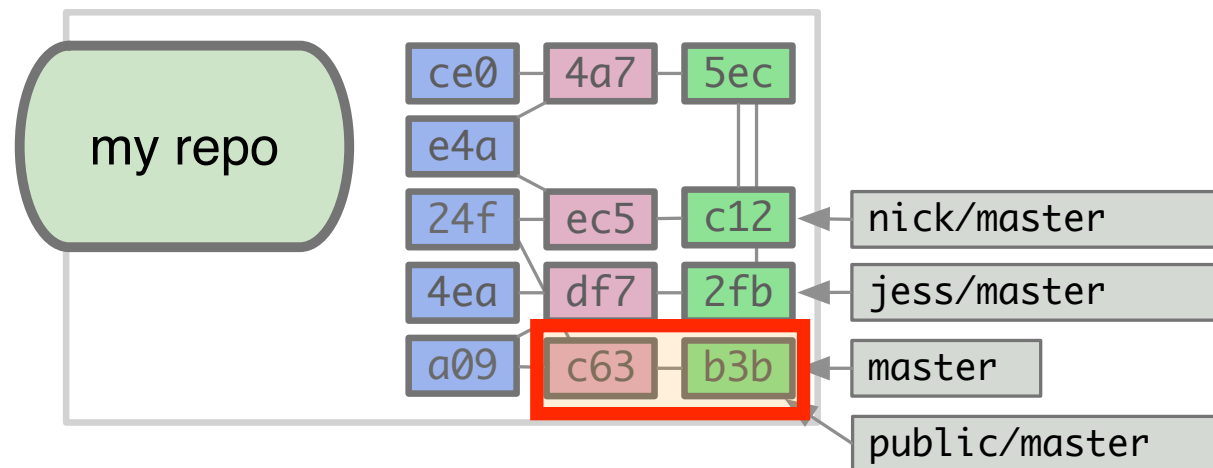 my repo
ce0 4a7 5ec
e4a
24f ec5 c12 nick/master
4ea df7 2fb jess/master
a09 c63 b3b master
public/master